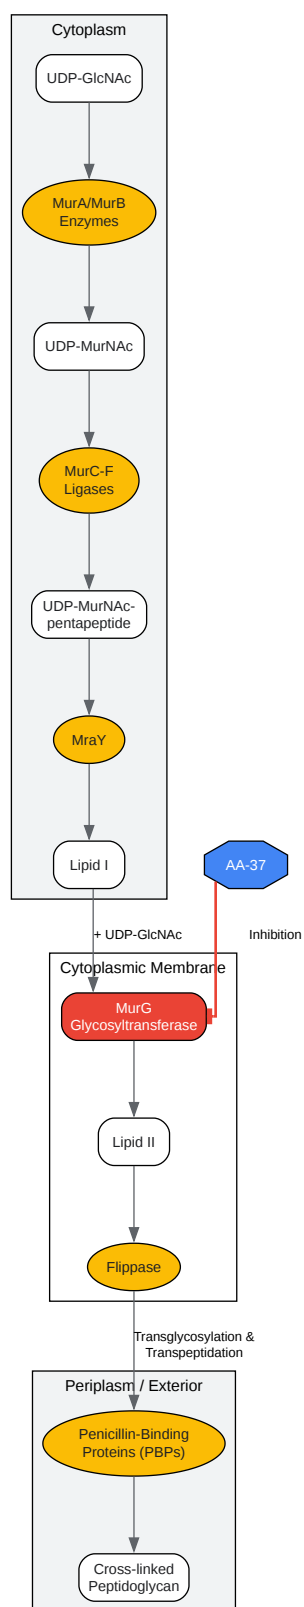 Cytoplasm
UDP-GlcNAc
MurA/MurB
Enzymes
UDP-MurNAc
MurC-F
Ligases
UDP-MurNAc-
pentapeptide
MraY
Lipid I
AA-37
+ UDP-GlcNAc
Inhibition
Cytoplasmic Membrane
MurG
Glycosyltransferase
Lipid II
Flippase
Transglycosylation &
Transpeptidation
Periplasm / Exterior
Penicillin-Binding
Proteins (PBPs)
Cross-linked
Peptidoglycan